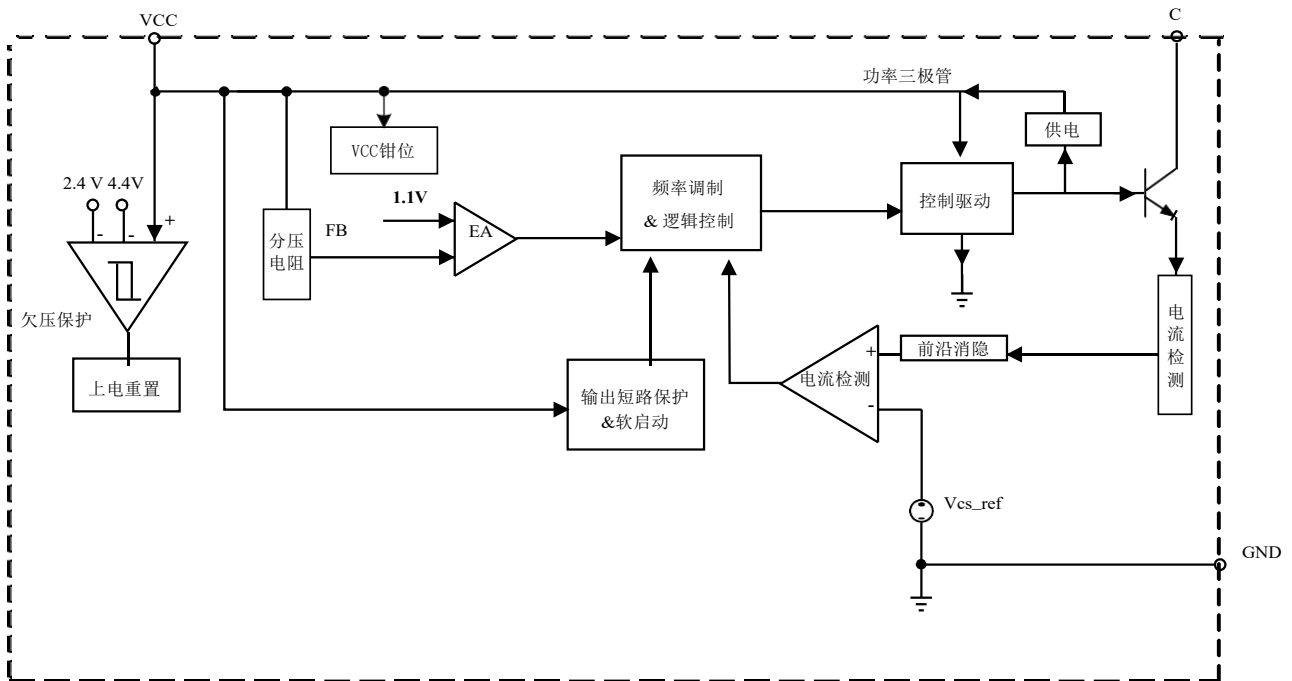 VCC
C
功率三极管
供电
VCC钳位
2.4 V 4.4V
-
-
+
1.1V
频率调制
& 逻辑控制
控制驱动
FB
分压
电阻
EA
欠压保护
上电重置
输出短路保护
&软启动
+
电流检测
-
前沿消隐
电
流
检
测
Vcs_ref
GND